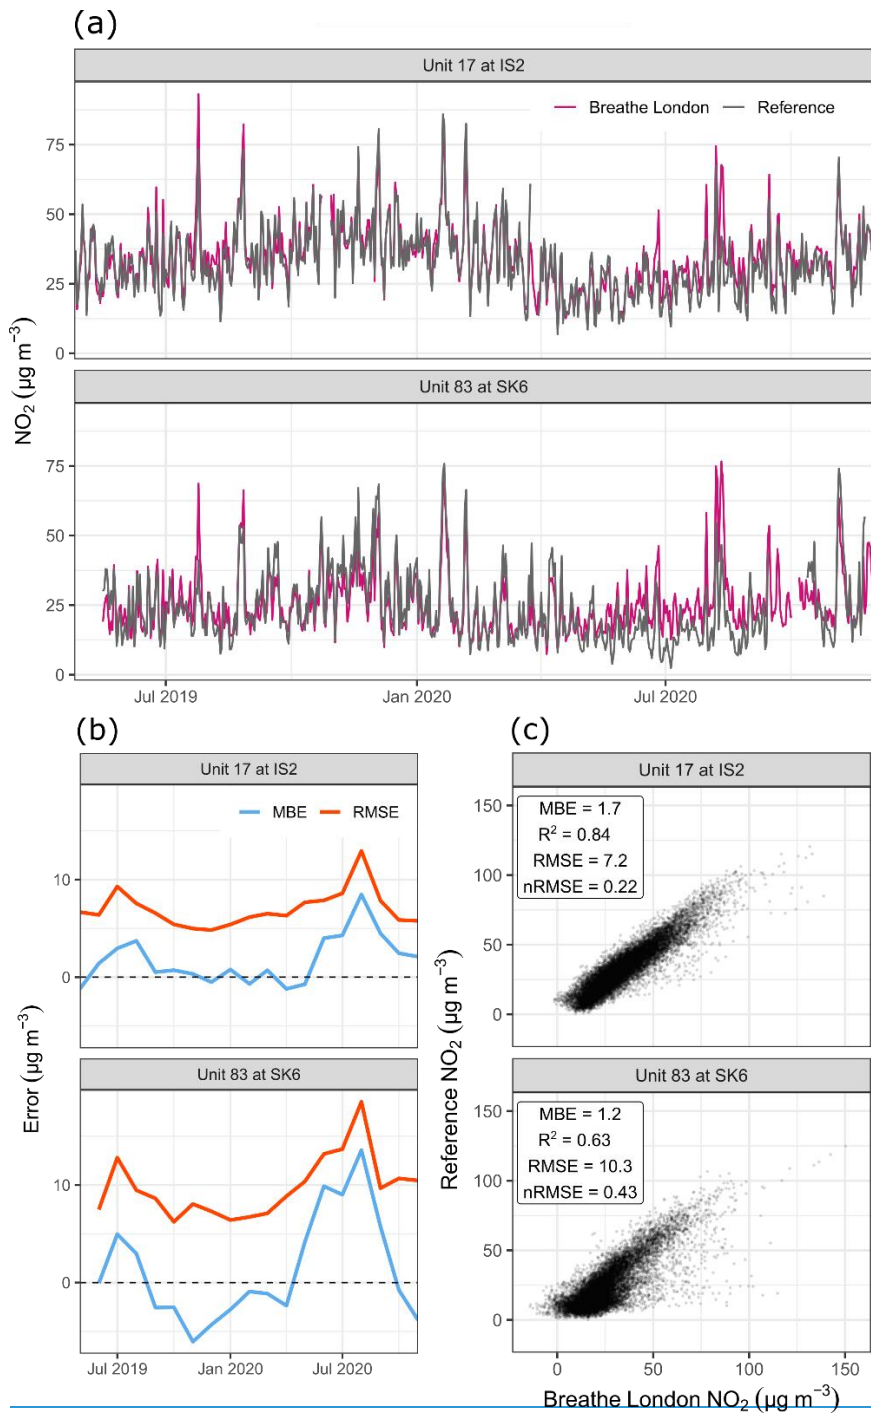 (a)
Unit 17 at IS2
Breathe London Reference
75
50
25
0
Unit 83 at SK6
75
50
25
0
NO₂ (µg m⁻³)
Jul 2019 Jan 2020 Jul 2020
(b)
Unit 17 at IS2
MBE RMSE
10
0
Unit 83 at SK6
10
0
Error (µg m⁻³)
Jul 2019 Jan 2020 Jul 2020
(c)
Unit 17 at IS2
150
100
50
0
MBE = 1.7
R² = 0.84
RMSE = 7.2
nRMSE = 0.22
Unit 83 at SK6
150
100
50
0
MBE = 1.2
R² = 0.63
RMSE = 10.3
nRMSE = 0.43
Reference NO₂ (µg m⁻³)
0 50 100 150
Breathe London NO₂ (µg m⁻³)